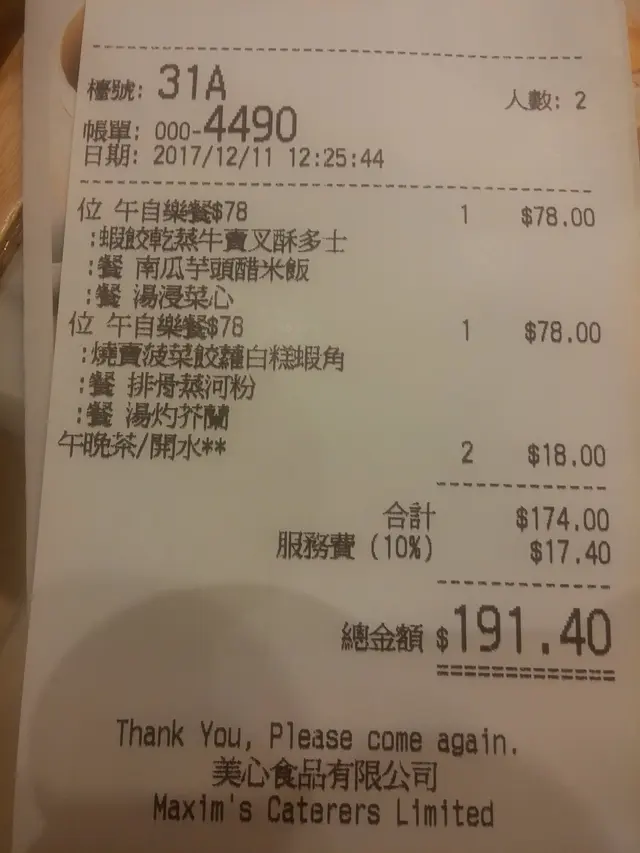 檯號: 31A 人數: 2
帳單: 000-4490
日期: 2017/12/11 12:25:44
位 午自樂餐$78 1 $78.00
:蝦餃乾蒸牛賣叉酥多士
:餐 南瓜芋頭醋米飯
:餐 湯浸菜心
位 午自樂餐$78 1 $78.00
:燒賣菠菜餃蘿白糕蝦角
:餐 排骨蒸河粉
:餐 湯灼芥蘭
午晚茶/開水** 2 $18.00
合計 $174.00
服務費 (10%) $17.40
總金額 $191.40
Thank You, Please come again.
美心食品有限公司
Maxim's Caterers Limited